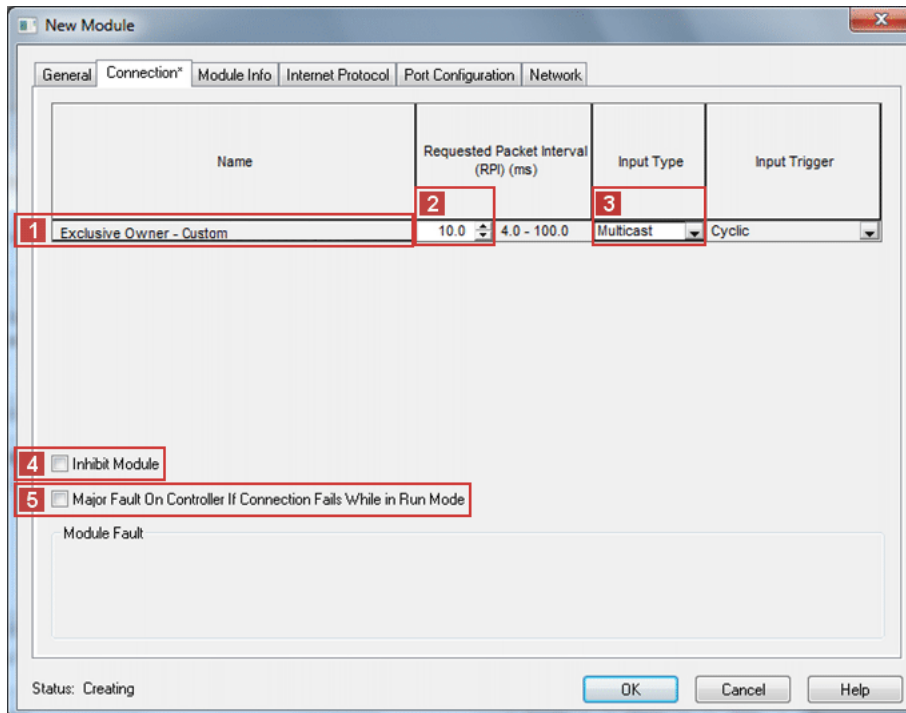 New Module
General Connection* Module Info Internet Protocol Port Configuration Network
Name
Requested Packet Interval
(RPI) (ms)
Input Type
Input Trigger
2
3
1 Exclusive Owner - Custom 10.0 4.0 - 100.0 Multicast Cyclic
4 Inhibit Module
5 Major Fault On Controller If Connection Fails While in Run Mode
Module Fault
Status: Creating OK Cancel Help